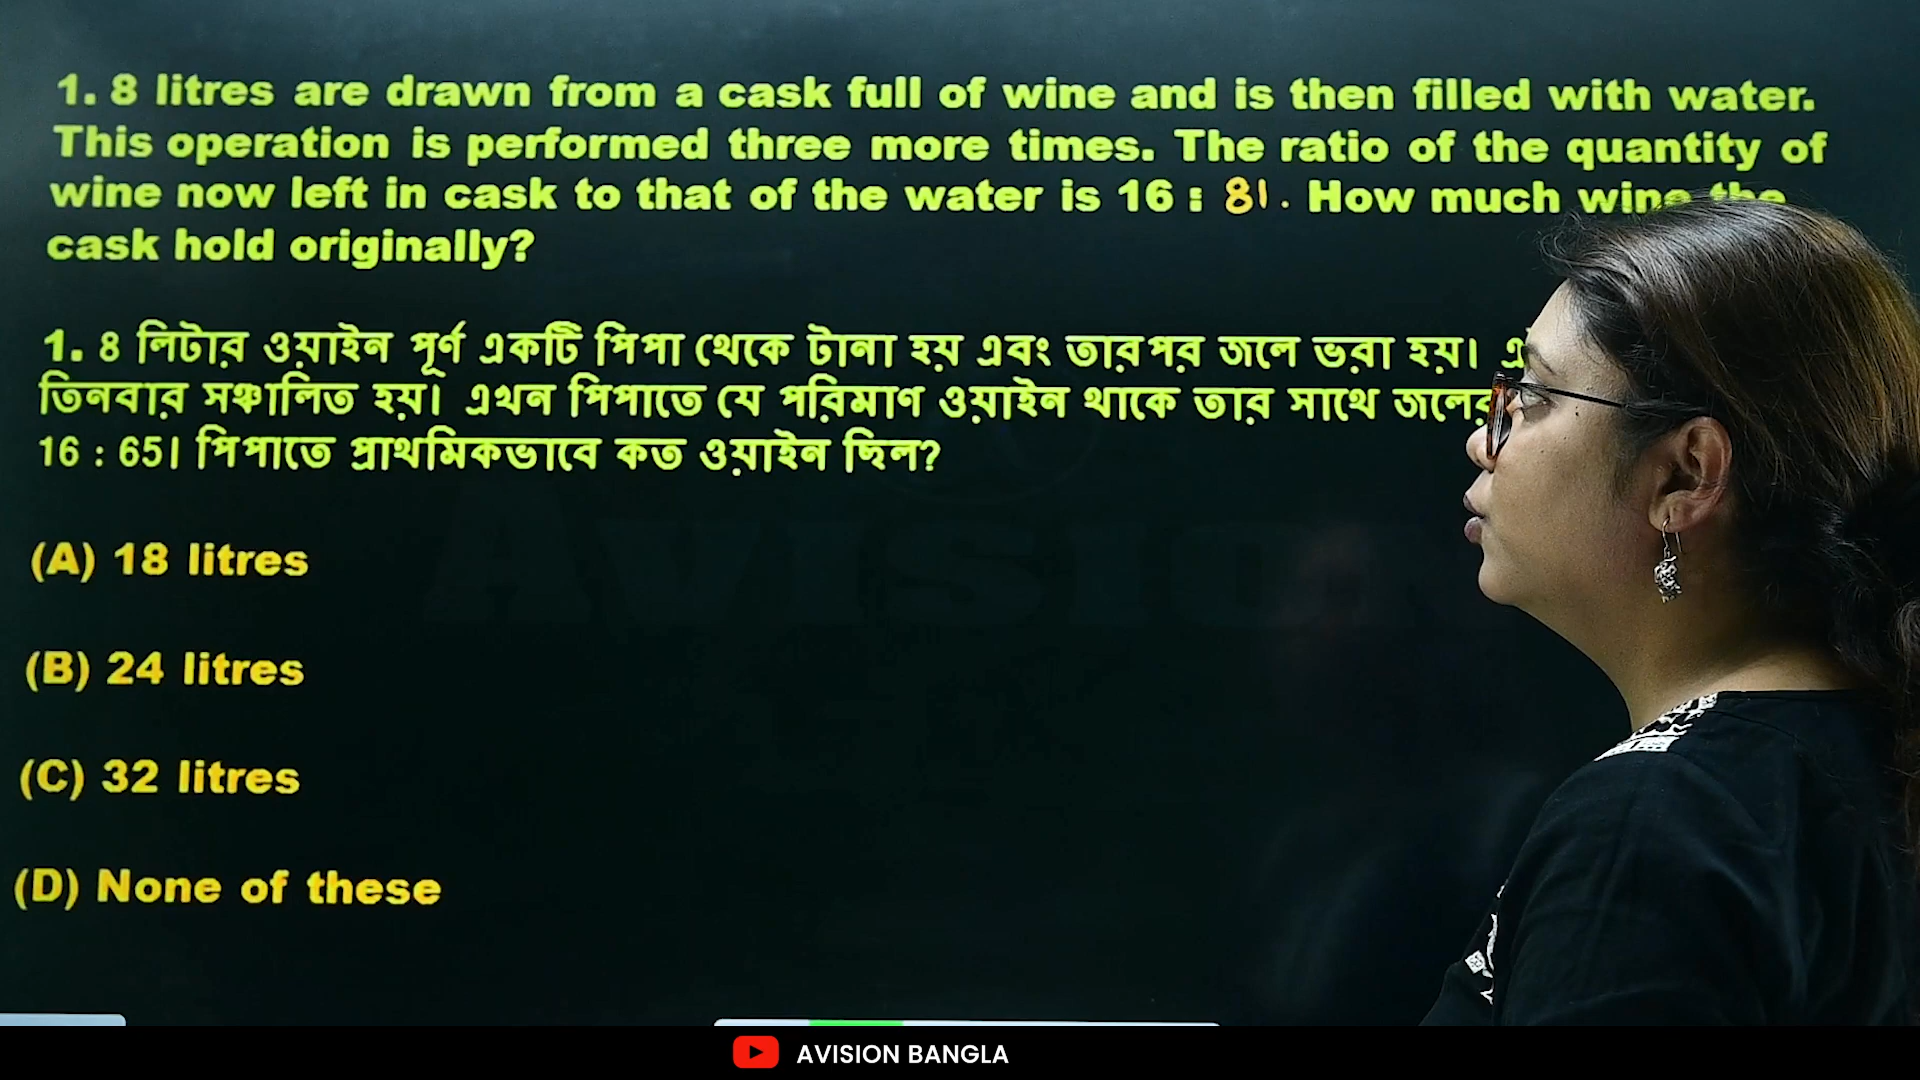 1. 8 litres are drawn from a cask full of wine and is then filled with water.
This operation is performed three more times. The ratio of the quantity of
wine now left in cask to that of the water is 16 : 81. How much wine the
cask hold originally?
1. 8 লিটার ওয়াইন পূর্ণ একটি পিপা থেকে টানা হয় এবং তারপর জলে ভরা হয়। এ
তিনবার সঞ্চালিত হয়। এখন পিপাতে যে পরিমাণ ওয়াইন থাকে তার সাথে জলের
16 : 65। পিপাতে প্রাথমিকভাবে কত ওয়াইন ছিল?
(A) 18 litres
(B) 24 litres
(C) 32 litres
(D) None of these
AVISION BANGLA